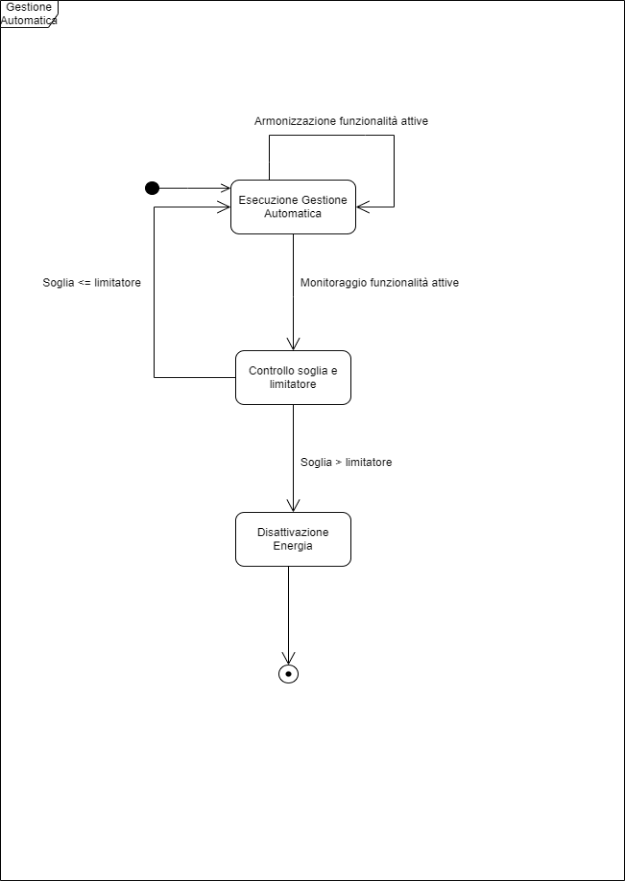 Gestione
Automatica
Armonizzazione funzionalità attive
Esecuzione Gestione
Automatica
Soglia <= limitatore
Monitoraggio funzionalità attive
Controllo soglia e
limitatore
Soglia > limitatore
Disattivazione
Energia